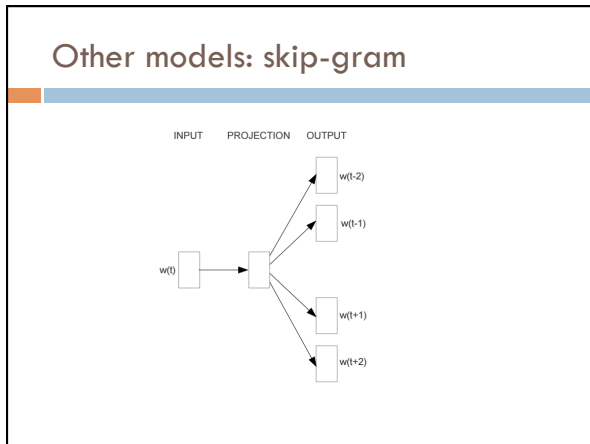 Other models: skip-gram
INPUT PROJECTION OUTPUT
w(t-2)
w(t-1)
w(t)
w(t+1)
w(t+2)